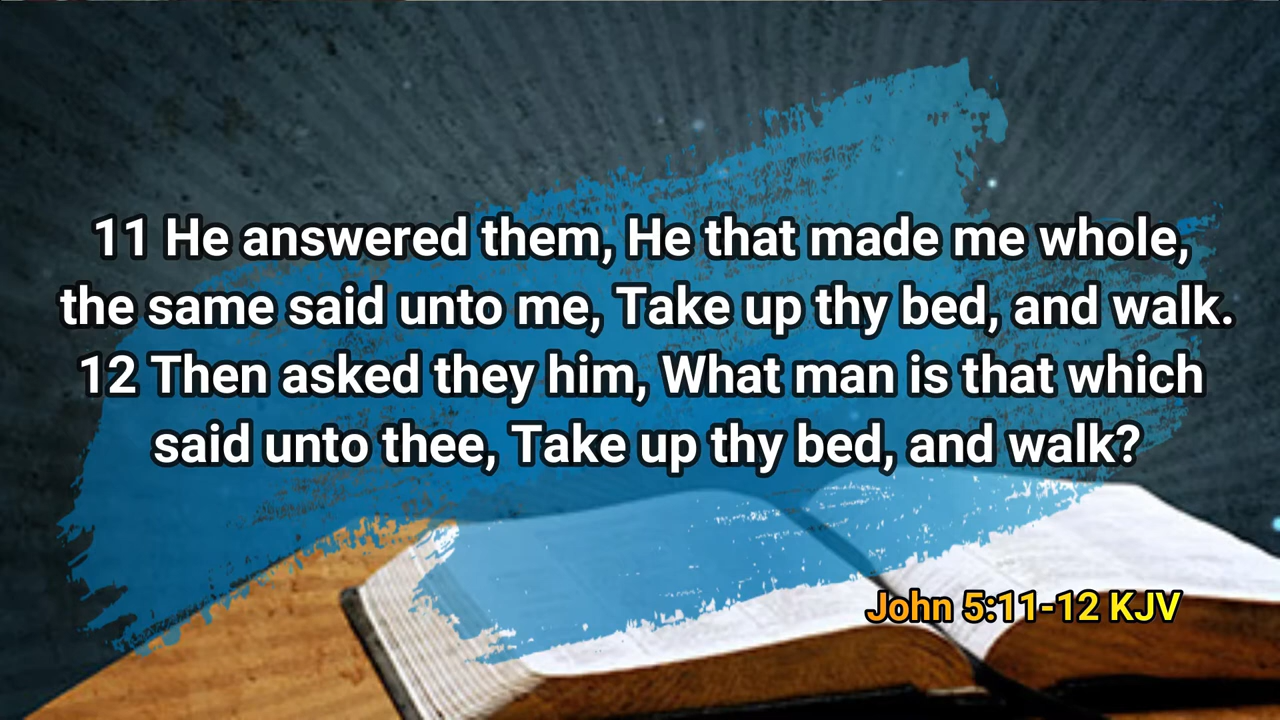 11 He answered them, He that made me whole,
the same said unto me, Take up thy bed, and walk.
12 Then asked they him, What man is that which
said unto thee, Take up thy bed, and walk?
John 5:11-12 KJV